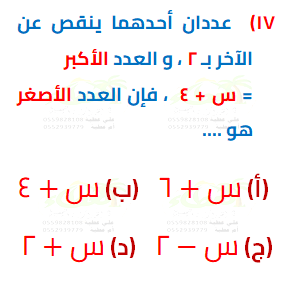 ١٧) عددان أحدهما ينقص عن
الآخر بـ ٢ ، و العدد الأكبر
= س + ٤ ، فإن العدد الأصغر
هو ....
(أ) س + ٦ (ب) س + ٤
(ج) س – ٢ (د) س + ٢